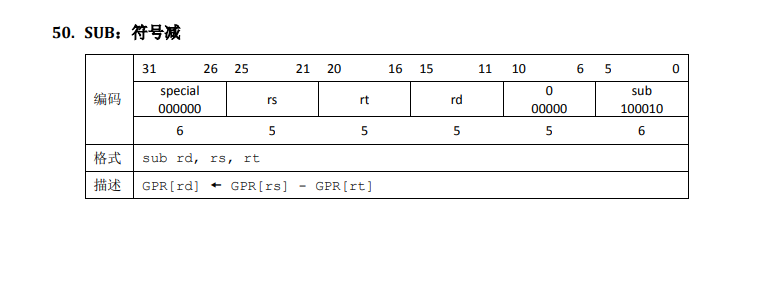 50. SUB：符号减
31 26 25 21 20 16 15 11 10 6 5 0
编码
special rs rt rd 0 sub
000000 00000 100010
6 5 5 5 5 6
格式 sub rd, rs, rt
描述 GPR[rd] ← GPR[rs] - GPR[rt]